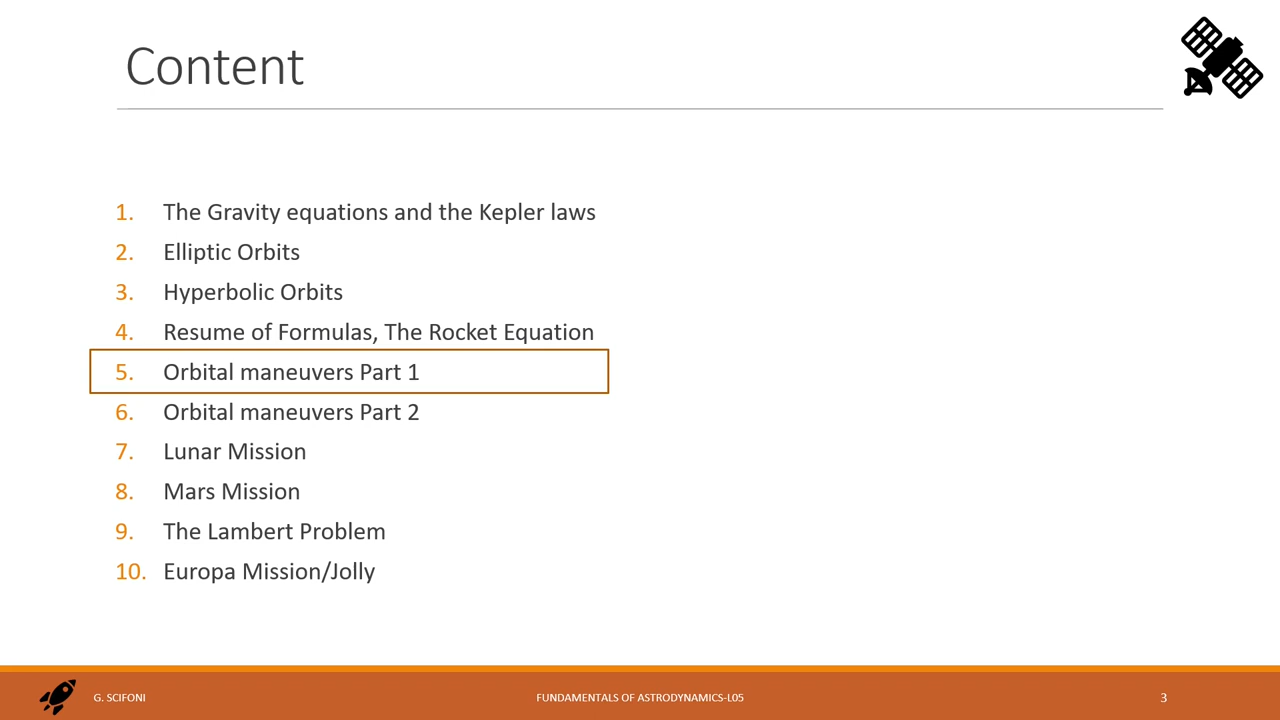 Content
1. The Gravity equations and the Kepler laws
2. Elliptic Orbits
3. Hyperbolic Orbits
4. Resume of Formulas, The Rocket Equation
5. Orbital maneuvers Part 1
6. Orbital maneuvers Part 2
7. Lunar Mission
8. Mars Mission
9. The Lambert Problem
10. Europa Mission/Jolly
G. SCIFONI
FUNDAMENTALS OF ASTRODYNAMICS-L05
3